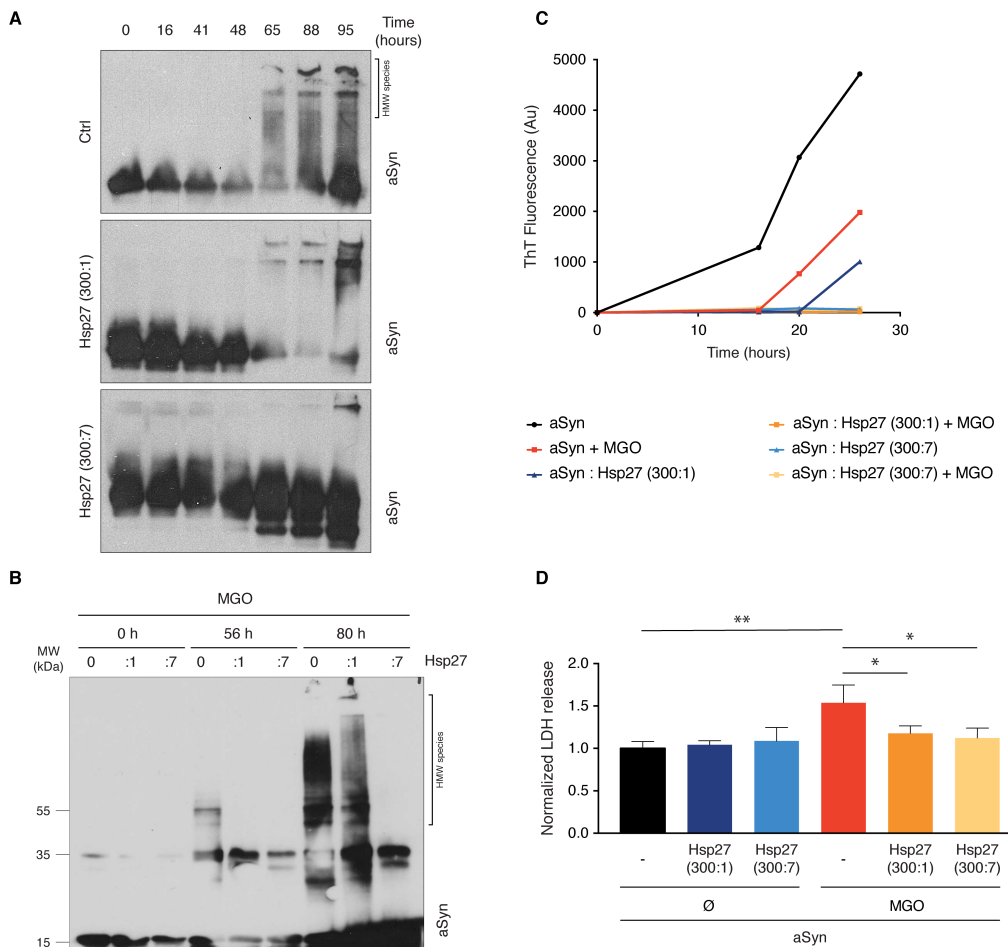 A
0 16 41 48 65 88 95 Time (hours)
Ctrl
HMW species
aSyn
Hsp27 (300:1)
aSyn
Hsp27 (300:7)
aSyn
B
MGO
0 h 56 h 80 h
MW (kDa)
0 :1 :7 0 :1 :7 0 :1 :7 Hsp27
HMW species
55
35
15
aSyn
C
ThT Fluorescence (Au)
5000
4000
3000
2000
1000
0
0 10 20 30
Time (hours)
aSyn
aSyn + MGO
aSyn : Hsp27 (300:1)
aSyn : Hsp27 (300:1) + MGO
aSyn : Hsp27 (300:7)
aSyn : Hsp27 (300:7) + MGO
D
**
*
*
Normalized LDH release
2.0
1.5
1.0
0.5
0.0
- Hsp27 Hsp27 - Hsp27 Hsp27
(300:1) (300:7) (300:1) (300:7)
Ø MGO
aSyn